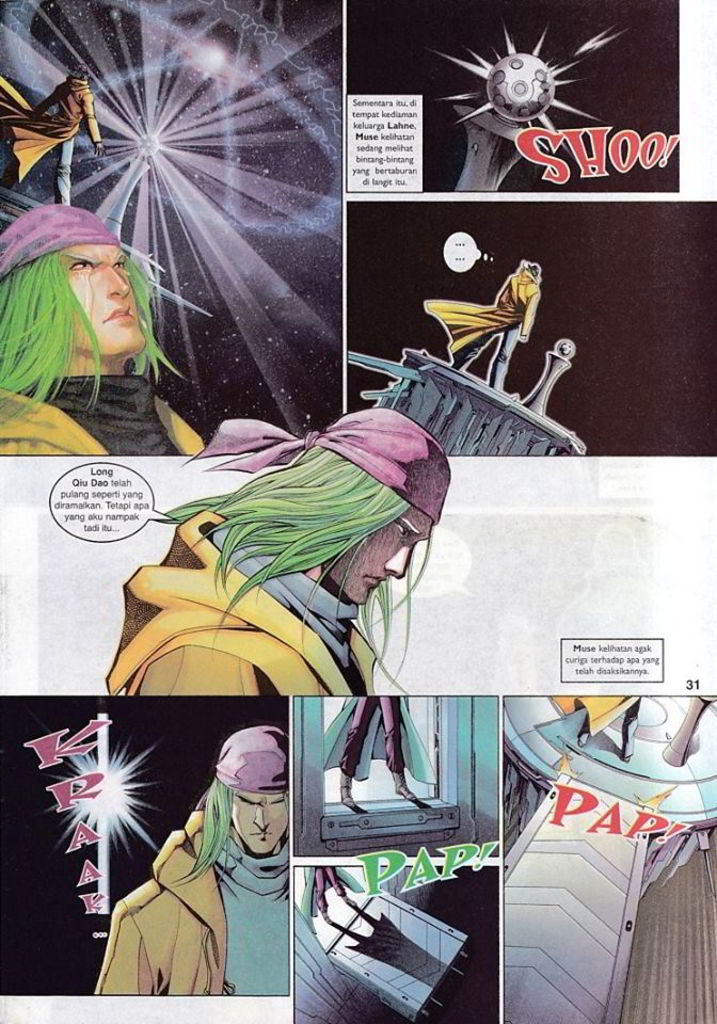 Sementara itu, di
tempat kediaman
keluarga Lahne,
Muse kelihatan
sedang melihat
bintang-bintang
yang bertaburan
di langit itu.
SHOO!
...
...
Long
Qiu Dao telah
pulang seperti yang
diramalkan. Tetapi apa
yang aku nampak
tadi itu...
Muse kelihatan agak
curiga terhadap apa yang
telah disaksikannya.
31
KRAAK...
PAP!
PAP!